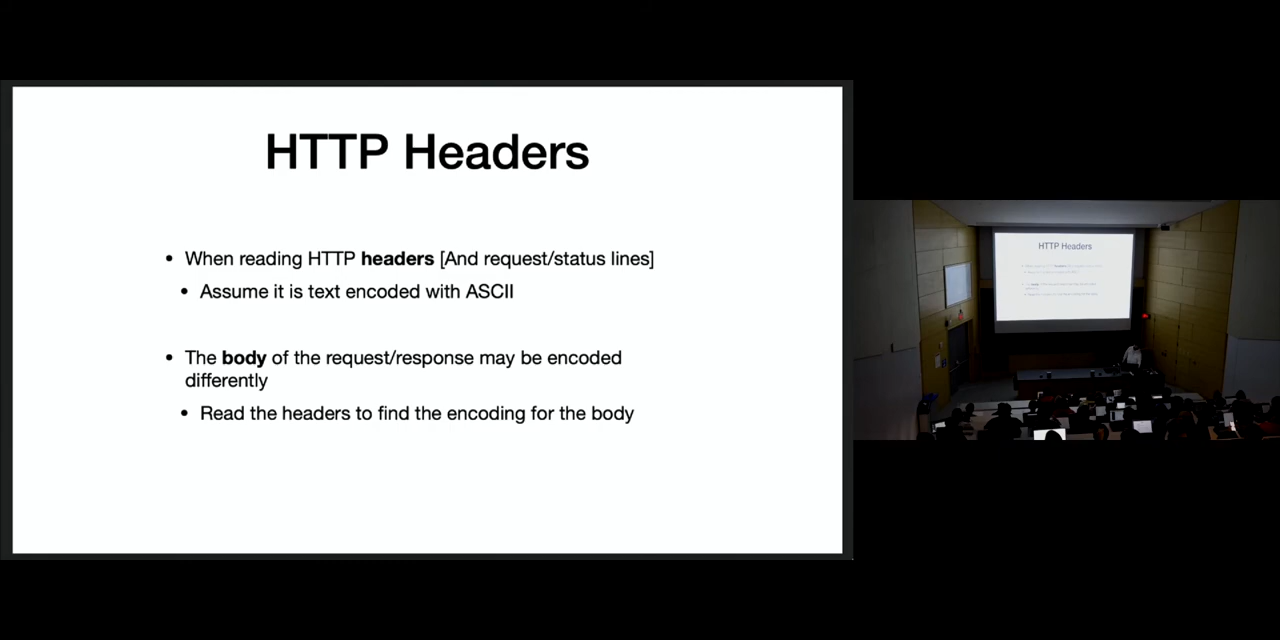 HTTP Headers
• When reading HTTP headers [And request/status lines]
• Assume it is text encoded with ASCII
• The body of the request/response may be encoded
differently
• Read the headers to find the encoding for the body
HTTP Headers